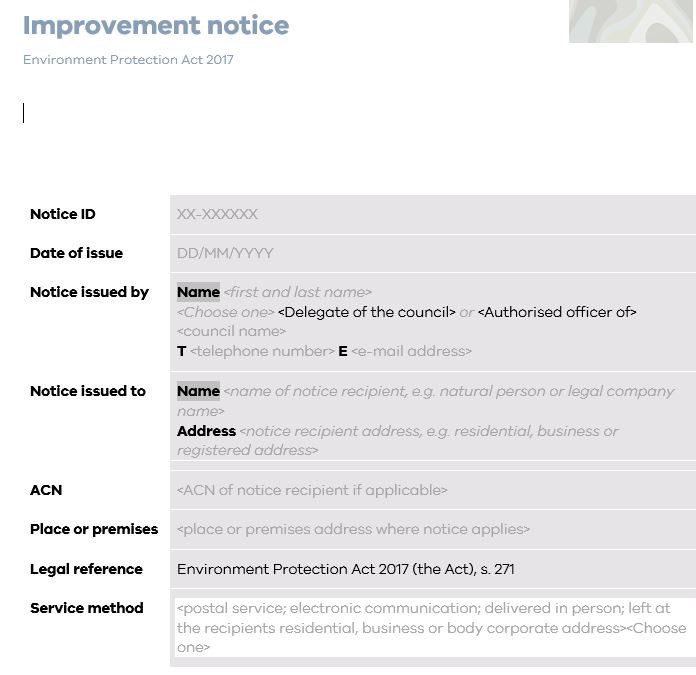 Improvement notice
Environment Protection Act 2017
Notice ID XX-XXXXXX
Date of issue DD/MM/YYYY
Notice issued by Name <first and last name>
<Choose one> <Delegate of the council> or <Authorised officer of>
<council name>
T <telephone number> E <e-mail address>
Notice issued to Name <name of notice recipient, e.g. natural person or legal company
name>
Address <notice recipient address, e.g. residential, business or
registered address>
ACN <ACN of notice recipient if applicable>
Place or premises <place or premises address where notice applies>
Legal reference Environment Protection Act 2017 (the Act), s. 271
Service method <postal service; electronic communication; delivered in person; left at
the recipients residential, business or body corporate address><Choose
one>